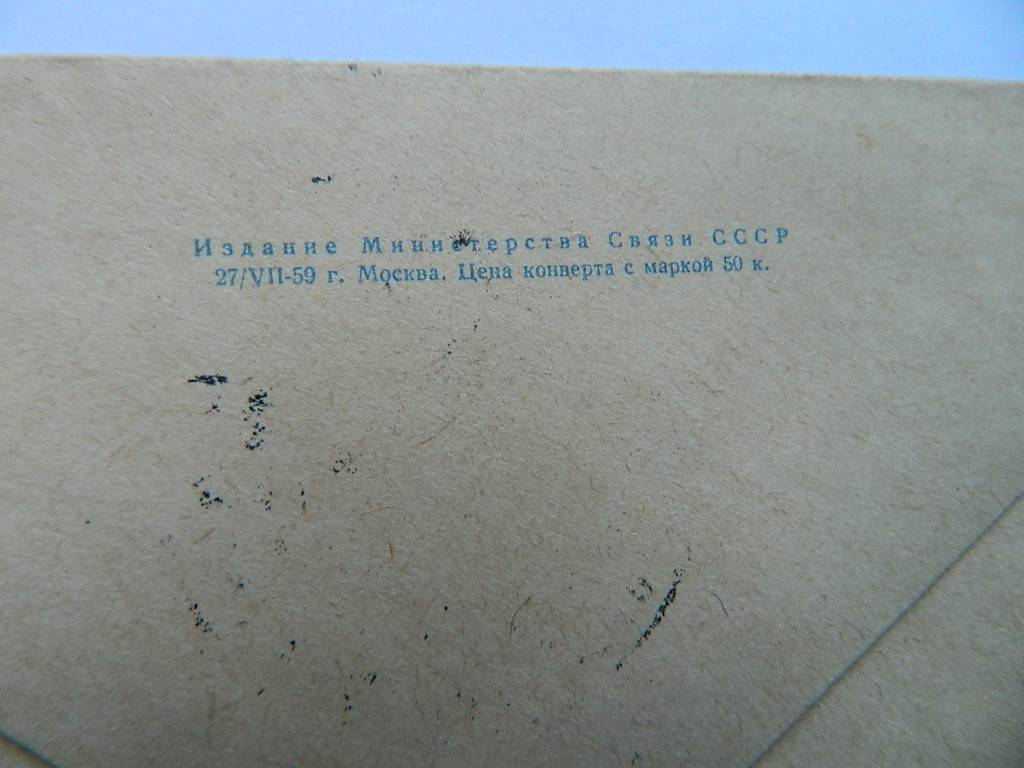 Издание Министерства Связи СССР
27/VII-59 г. Москва. Цена конверта с маркой 50 к.